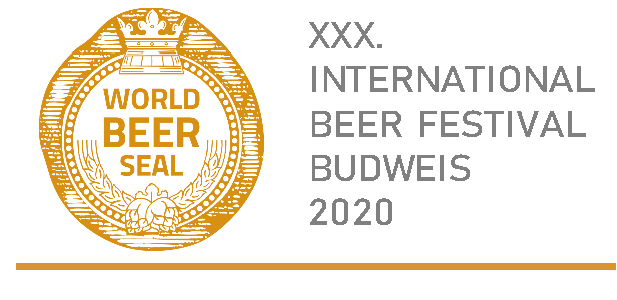 WORLD
BEER
SEAL
XXX.
INTERNATIONAL
BEER FESTIVAL
BUDWEIS
2020